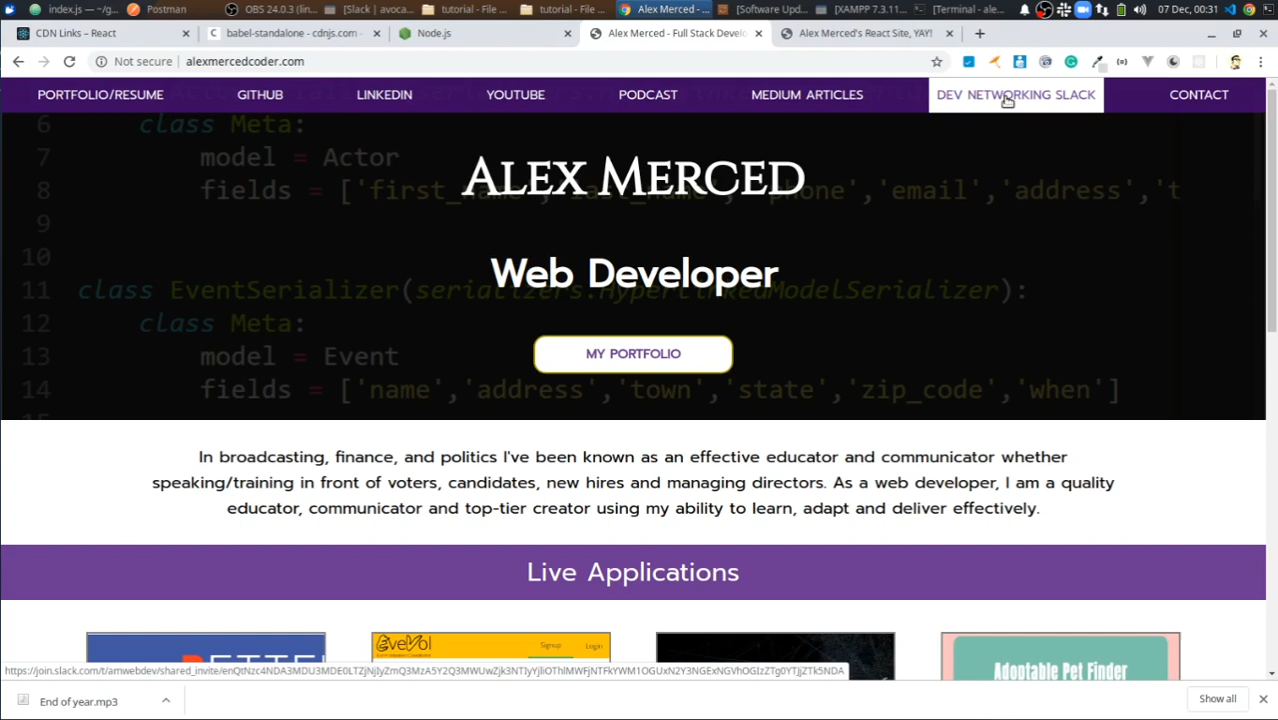 index.js — ~/g...
Postman
OBS 24.0.3 (lin...
[Slack | avoca...
tutorial - File ...
tutorial - File ...
Alex Merced - ...
[Software Upd...
[XAMPP 7.3.11...
[Terminal - ale...
07 Dec, 00:31
CDN Links – React
babel-standalone - cdnjs.com -
Node.js
Alex Merced - Full Stack Develo
Alex Merced's React Site, YAY!
Not secure | alexmercedcoder.com
PORTFOLIO/RESUME GITHUB LINKEDIN YOUTUBE PODCAST MEDIUM ARTICLES DEV NETWORKING SLACK CONTACT
6 class Meta:
7 model = Actor
8 fields = ['first_name','last_name','phone','email','address','t
9
10
11 class EventSerializer(serializers.HyperlinkedModelSerializer):
12 class Meta:
13 model = Event
14 fields = ['name','address','town','state','zip_code','when']
Alex Merced
Web Developer
MY PORTFOLIO
In broadcasting, finance, and politics I've been known as an effective educator and communicator whether
speaking/training in front of voters, candidates, new hires and managing directors. As a web developer, I am a quality
educator, communicator and top-tier creator using my ability to learn, adapt and deliver effectively.
Live Applications
EveVol
Signup Login
Adoptable Pet Finder
End of year.mp3
Show all